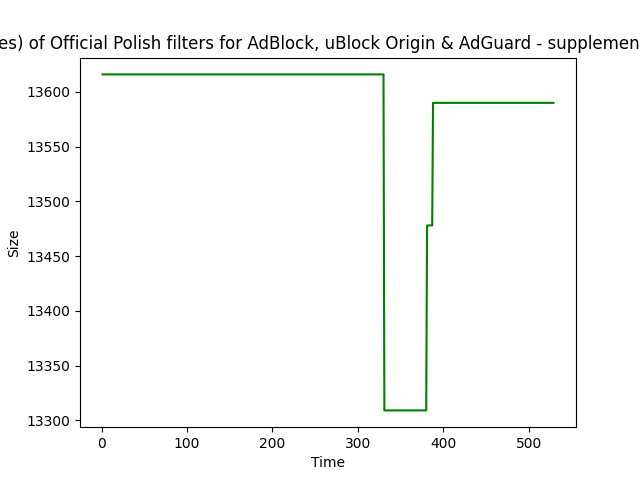 es) of Official Polish filters for AdBlock, uBlock Origin & AdGuard - supplemen
13600
13550
13500
13450
13400
13350
13300
Size
0 100 200 300 400 500
Time